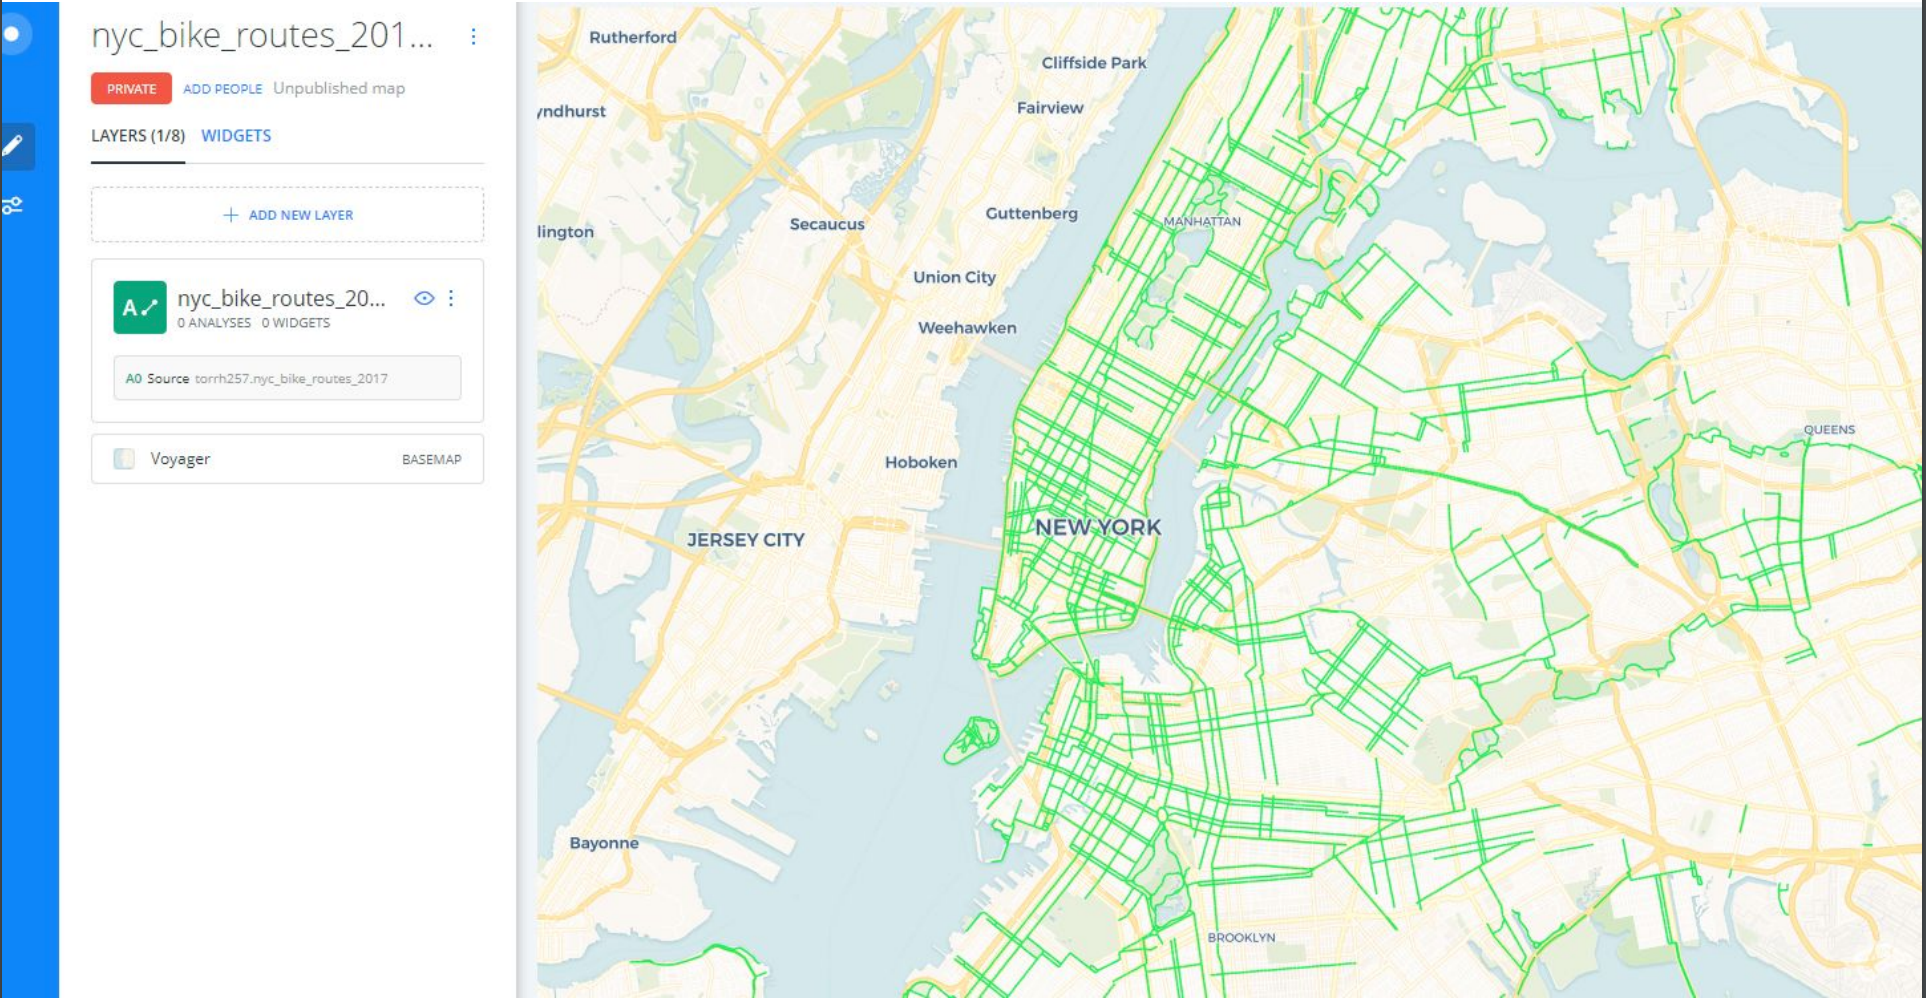 nyc_bike_routes_201...
PRIVATE ADD PEOPLE Unpublished map
LAYERS (1/8) WIDGETS
+ ADD NEW LAYER
A nyc_bike_routes_20...
0 ANALYSES 0 WIDGETS
A0 Source torrh257.nyc_bike_routes_2017
Voyager BASEMAP
Rutherford
Cliffside Park
yndhurst
Fairview
lington
Secaucus
Guttenberg
MANHATTAN
Union City
Weehawken
QUEENS
Hoboken
NEW YORK
JERSEY CITY
Bayonne
BROOKLYN